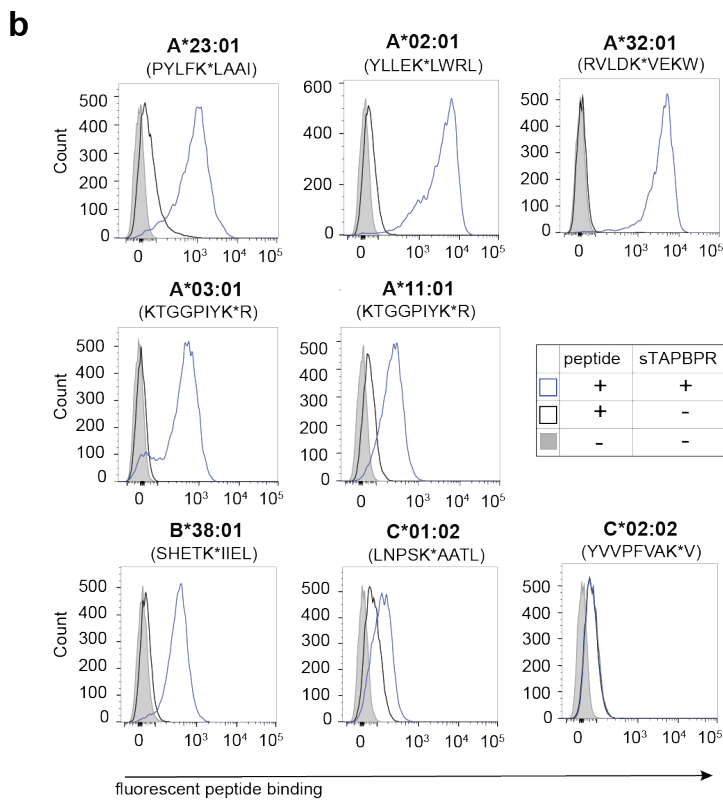 b
A*23:01
(PYLFK*LAAI)
Count
500
400
300
200
100
0
0 10³ 10⁴ 10⁵
A*02:01
(YLLEK*LWRL)
600
400
200
0
0 10³ 10⁴ 10⁵
A*32:01
(RVLDK*VEKW)
500
400
300
200
100
0
0 10³ 10⁴ 10⁵
A*03:01
(KTGGPIYK*R)
500
400
300
200
100
0
0 10³ 10⁴ 10⁵
A*11:01
(KTGGPIYK*R)
500
400
300
200
100
0
0 10³ 10⁴ 10⁵
peptide sTAPBPR
+ +
+ -
- -
B*38:01
(SHETK*IIEL)
Count
500
400
300
200
100
0
0 10³ 10⁴ 10⁵
C*01:02
(LNPSK*AATL)
500
400
300
200
100
0
0 10³ 10⁴ 10⁵
C*02:02
(YVVPFVAK*V)
500
400
300
200
100
0
0 10³ 10⁴ 10⁵
fluorescent peptide binding